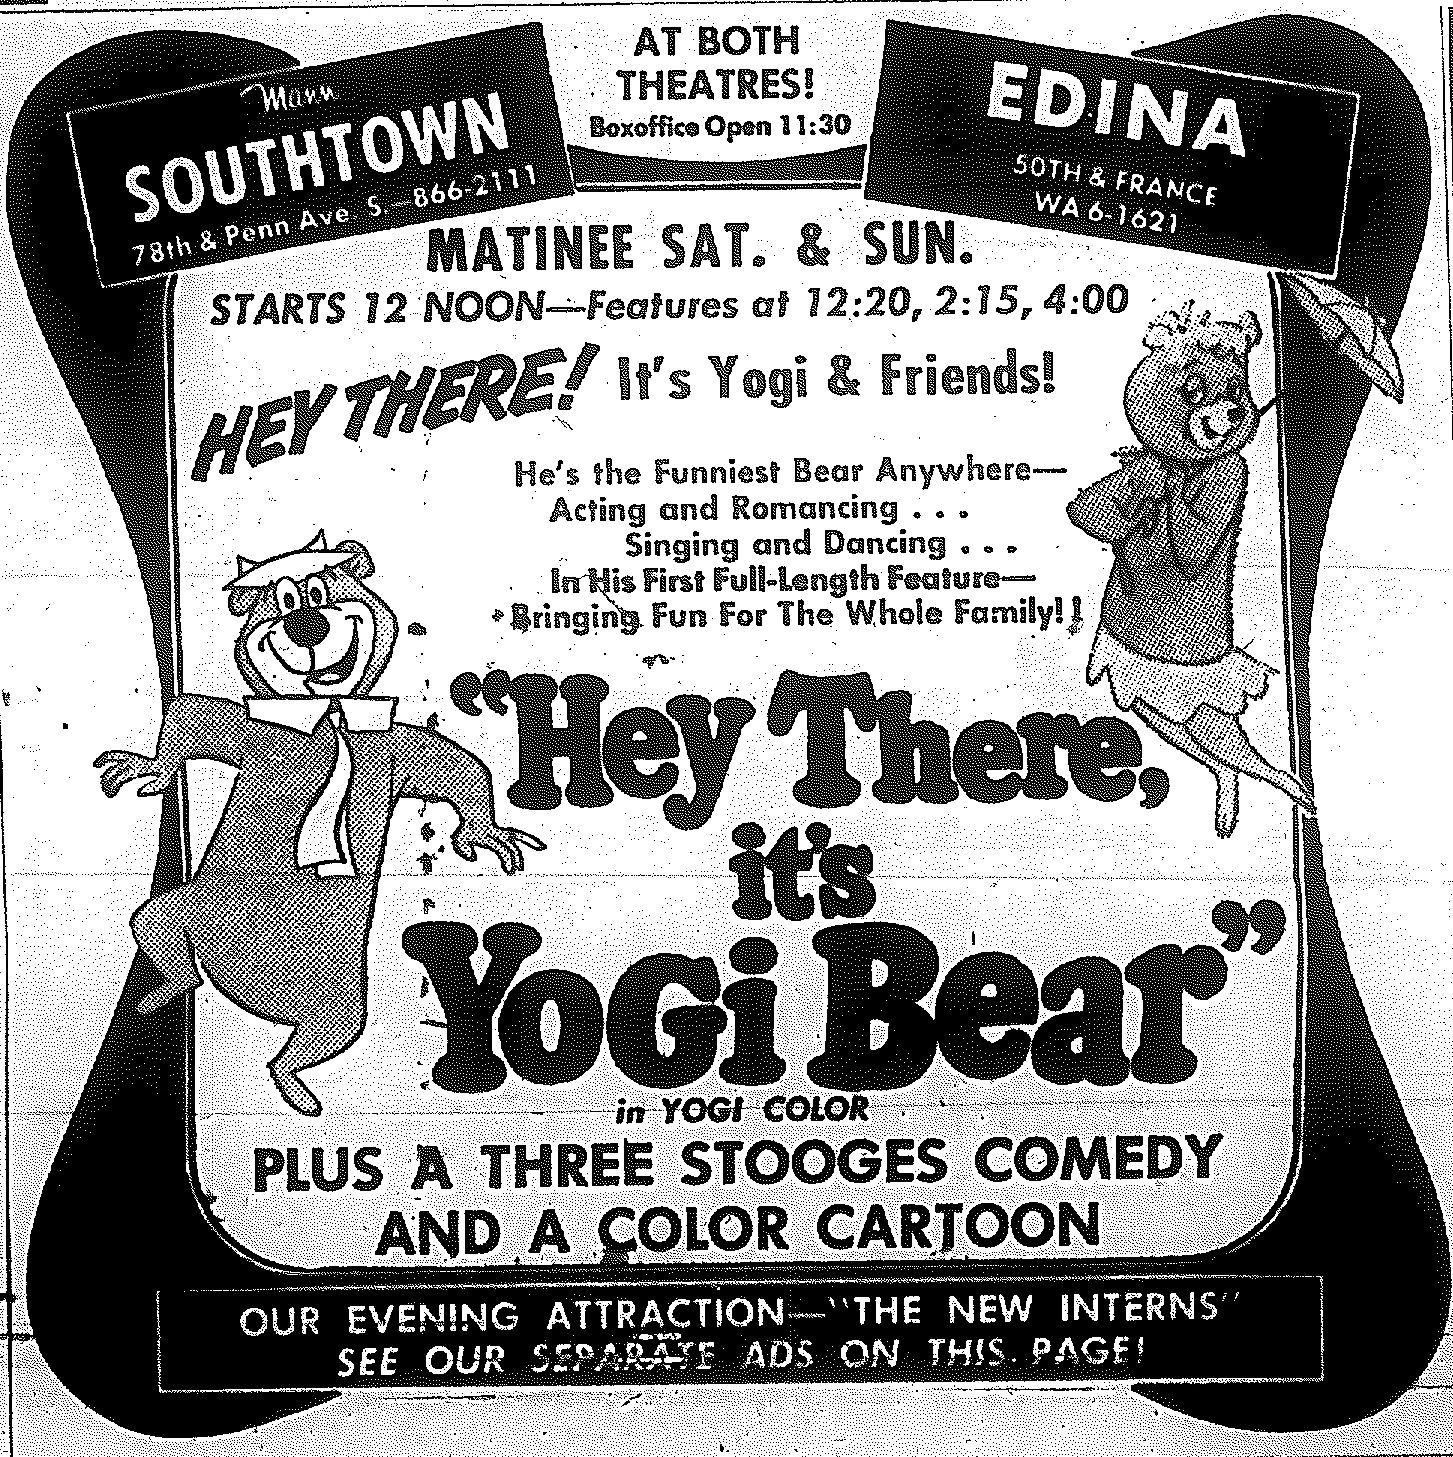 Mann
SOUTHTOWN
78th & Penn Ave. S.—866-2111
AT BOTH
THEATRES!
Boxoffice Open 11:30
EDINA
50TH & FRANCE
WA 6-1621
MATINEE SAT. & SUN.
STARTS 12 NOON—Features at 12:20, 2:15, 4:00
HEY THERE! It's Yogi & Friends!
He's the Funniest Bear Anywhere—
Acting and Romancing . . .
Singing and Dancing . . .
In His First Full-Length Feature—
Bringing Fun For The Whole Family!!
"Hey There,
it's
YoGi Bear"
in YOGI COLOR
PLUS A THREE STOOGES COMEDY
AND A COLOR CARTOON
OUR EVENING ATTRACTION—"THE NEW INTERNS"
SEE OUR SEPARATE ADS ON THIS PAGE!